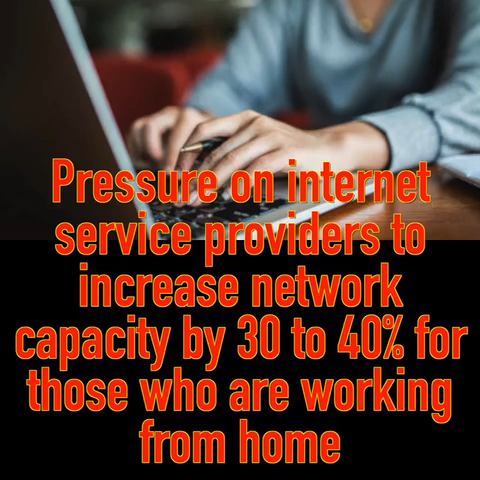 Pressure on internet
service providers to
increase network
capacity by 30 to 40% for
those who are working
from home